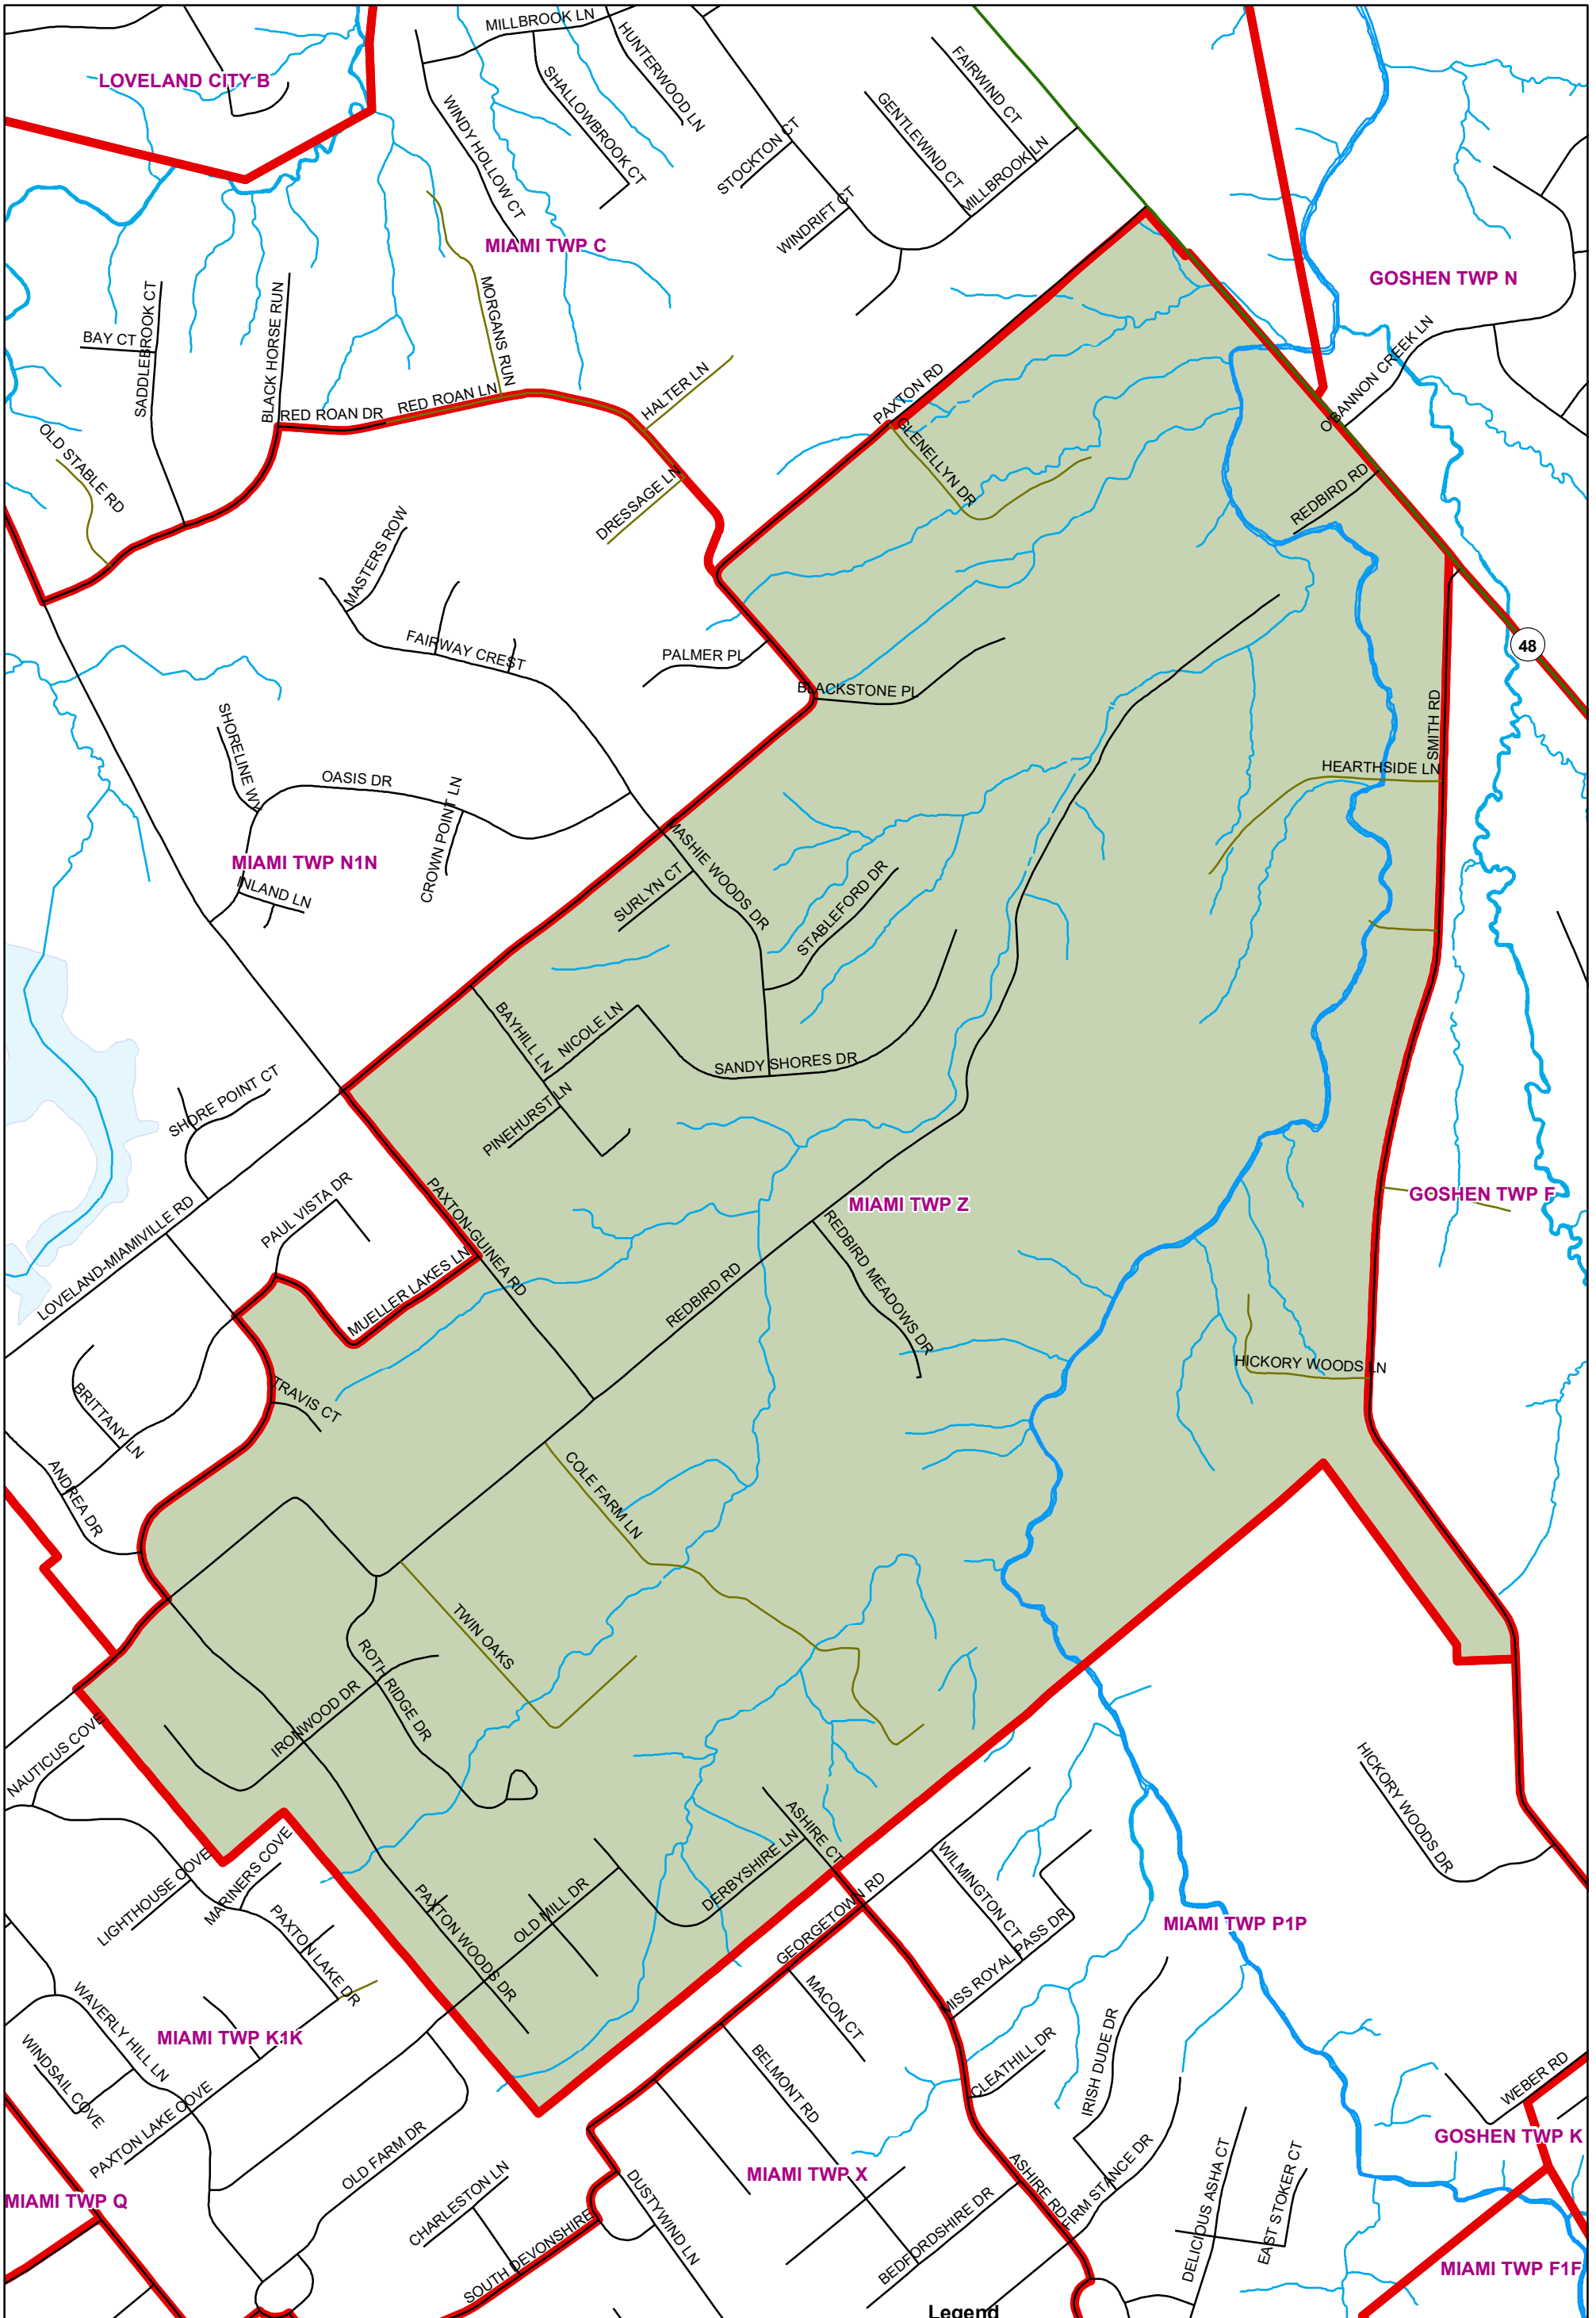 MILLBROOK LN
HUNTERWOOD LN
LOVELAND CITY B
SHALLOWBROOK CT
WINDY HOLLOW CT
FAIRWIND CT
GENTLEWIND CT
STOCKTON CT
MILLBROOK LN
WINDRIFT CT
MIAMI TWP C
GOSHEN TWP N
SADDLEBROOK CT
BAY CT
BLACK HORSE RUN
MORGANS RUN
RED ROAN DR
RED ROAN LN
HALTER LN
PAXTON RD
OBANNON CREEK LN
GLENELLYN DR
OLD STABLE RD
DRESSAGE LN
REDBIRD RD
MASTERS ROW
FAIRWAY CREST
PALMER PL
BLACKSTONE PL
48
SMITH RD
SHORELINE WY
OASIS DR
CROWN POINT LN
HEARTHSIDE LN
MIAMI TWP N1N
INLAND LN
MASHIE WOODS DR
SURLYN CT
STABLEFORD DR
BAYHILL LN
NICOLE LN
SANDY SHORES DR
PINEHURST LN
SHORE POINT CT
LOVELAND-MIAMIVILLE RD
PAUL VISTA DR
PAXTON-GUINEA RD
MIAMI TWP Z
GOSHEN TWP F
MUELLER LAKES LN
REDBIRD RD
REDBIRD MEADOWS DR
HICKORY WOODS LN
TRAVIS CT
BRITTANY LN
ANDREA DR
COLE FARM LN
TWIN OAKS
ROTH RIDGE DR
IRONWOOD DR
NAUTICUS COVE
HICKORY WOODS DR
LIGHTHOUSE COVE
MARINERS COVE
ASHIRE CT
DERBYSHIRE LN
OLD MILL DR
PAXTON WOODS DR
PAXTON LAKE DR
GEORGETOWN RD
WILMINGTON CT
MISS ROYAL PASS DR
MIAMI TWP P1P
MACON CT
WAVERLY HILL LN
MIAMI TWP K1K
WINDSAIL COVE
PAXTON LAKE COVE
BELMONT RD
CLEATHILL DR
IRISH DUDE DR
WEBER RD
GOSHEN TWP K
OLD FARM DR
CHARLESTON LN
MIAMI TWP X
MIAMI TWP Q
SOUTH DEVONSHIRE
DUSTYWIND LN
BEDFORDSHIRE DR
ASHIRE RD
FIRM STANCE DR
DELICIOUS ASHA CT
EAST STOKER CT
MIAMI TWP F1F
Legend